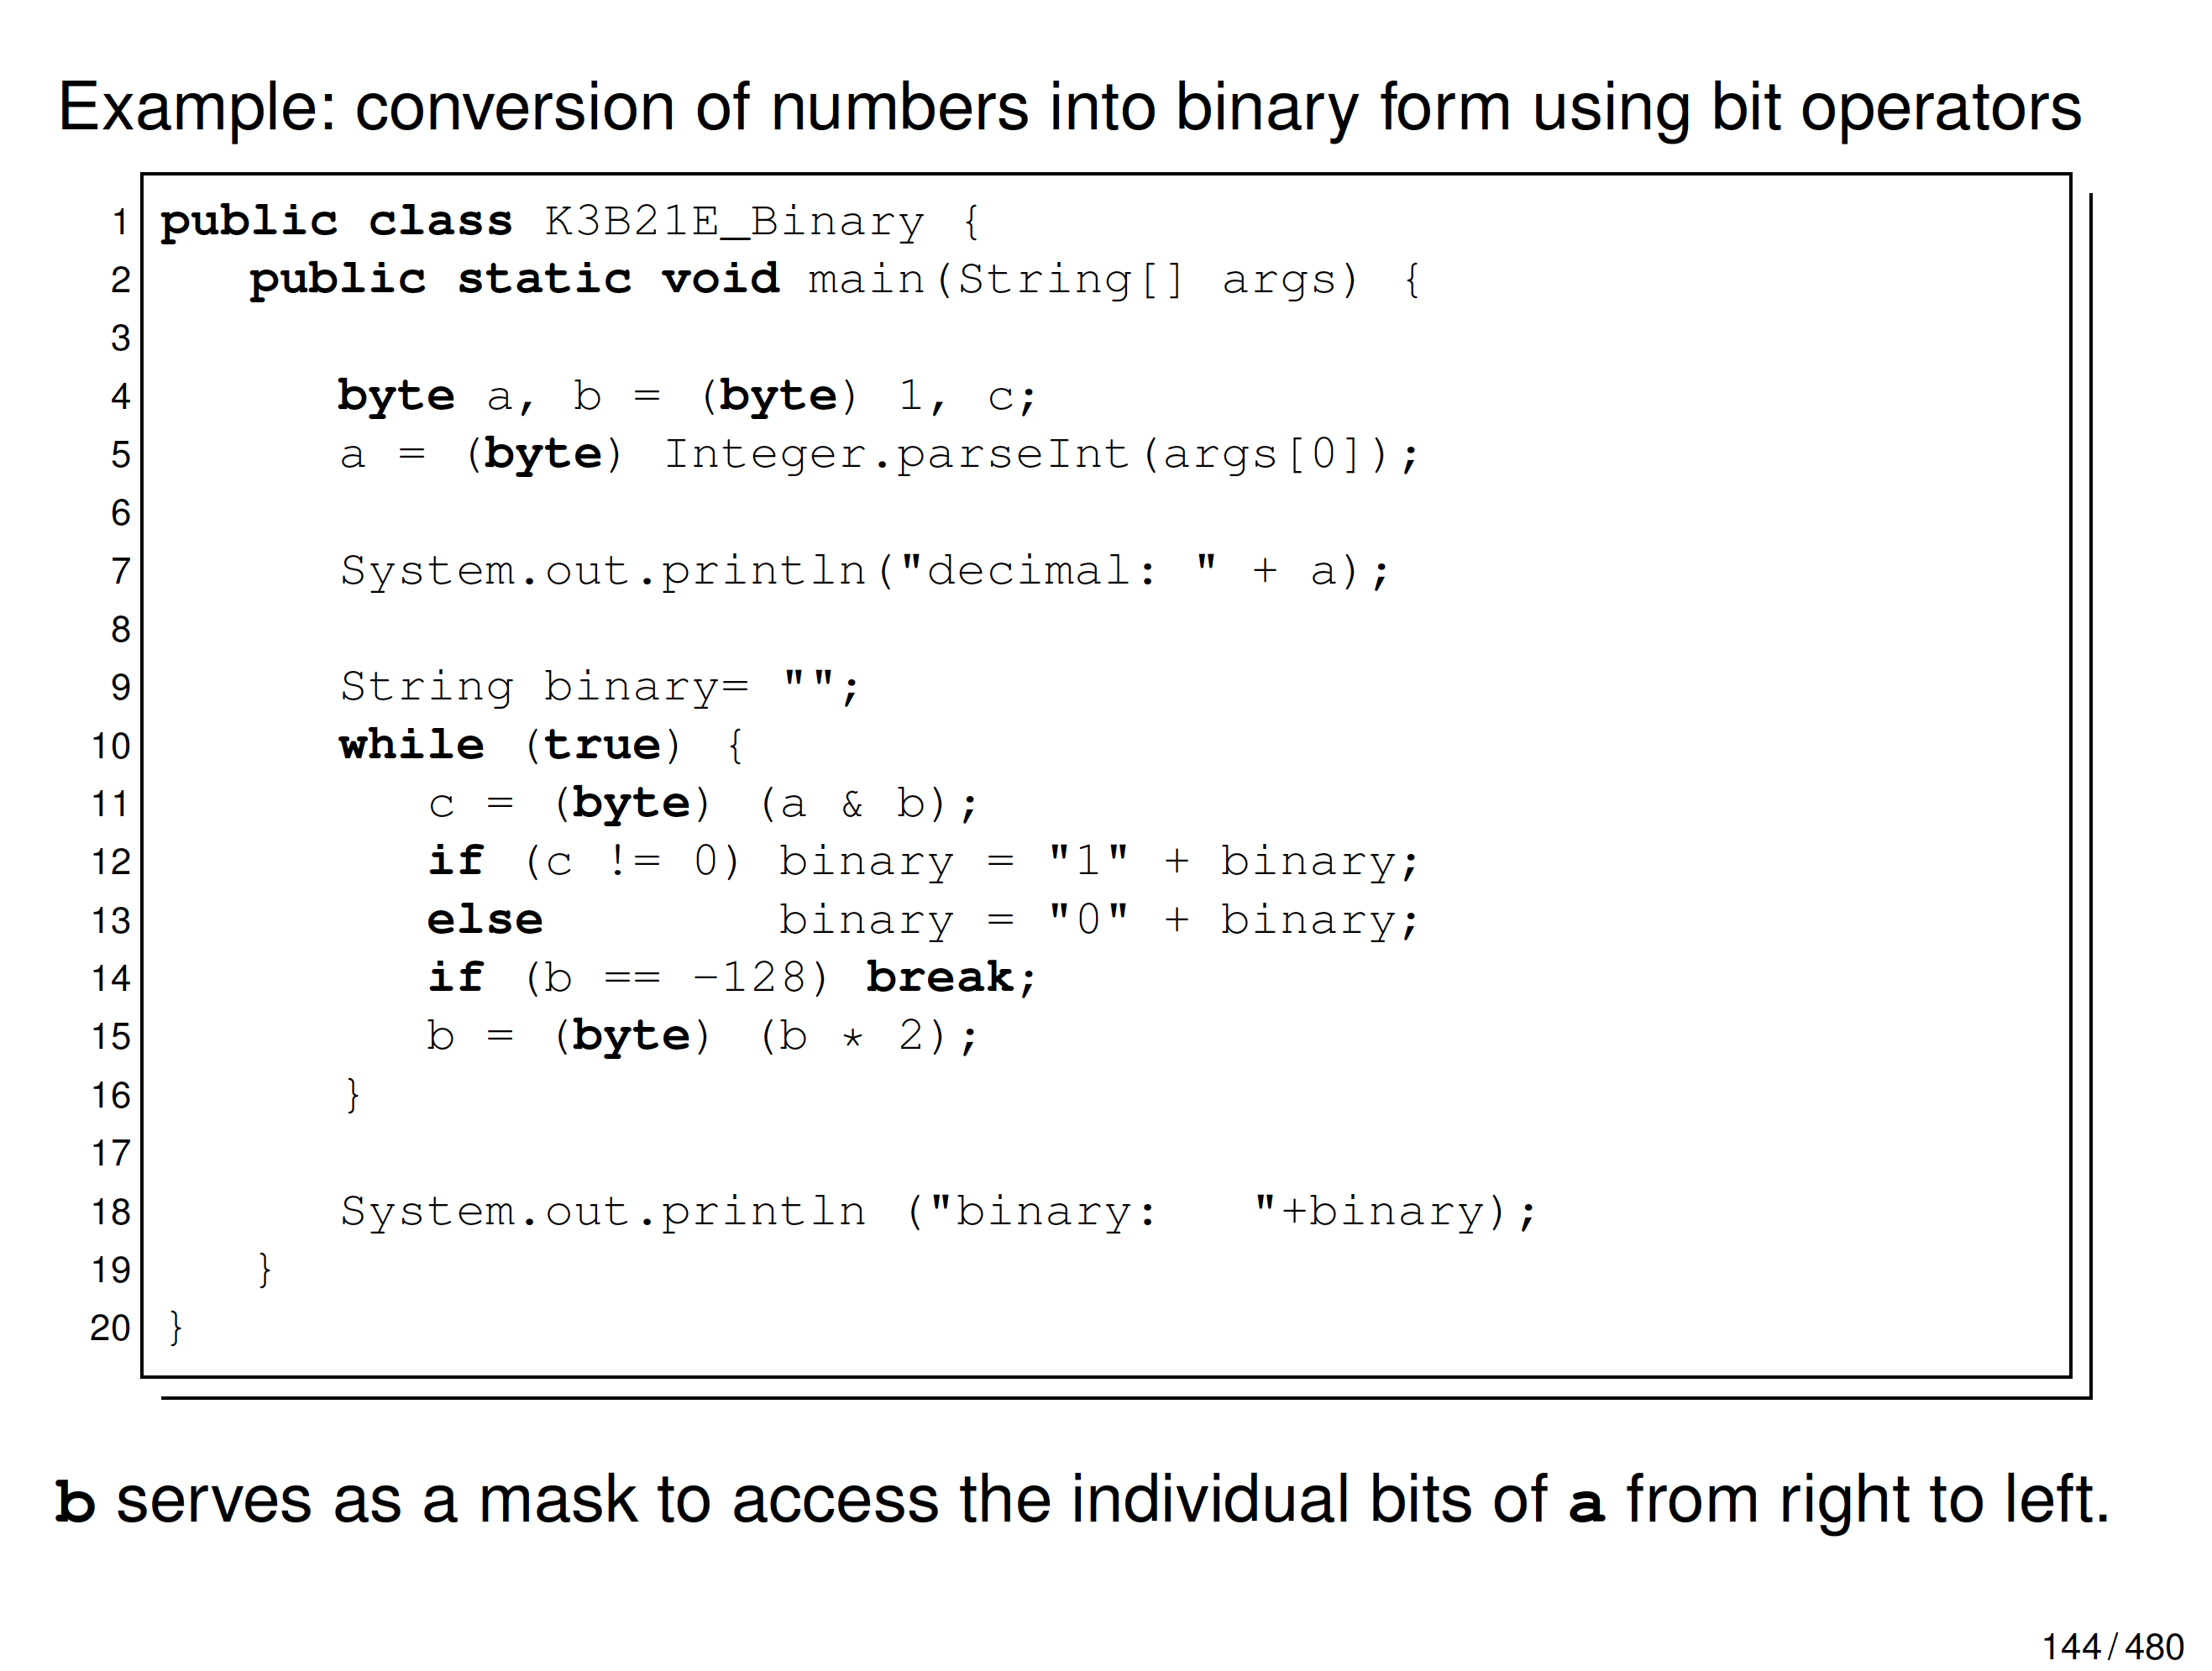 Example: conversion of numbers into binary form using bit operators
1 public class K3B21E_Binary {
2    public static void main(String[] args) {
3
4       byte a, b = (byte) 1, c;
5       a = (byte) Integer.parseInt(args[0]);
6
7       System.out.println("decimal: " + a);
8
9       String binary= "";
10       while (true) {
11          c = (byte) (a & b);
12          if (c != 0) binary = "1" + binary;
13          else        binary = "0" + binary;
14          if (b == -128) break;
15          b = (byte) (b * 2);
16       }
17
18       System.out.println ("binary:   "+binary);
19    }
20 }
b serves as a mask to access the individual bits of a from right to left.
144 / 480